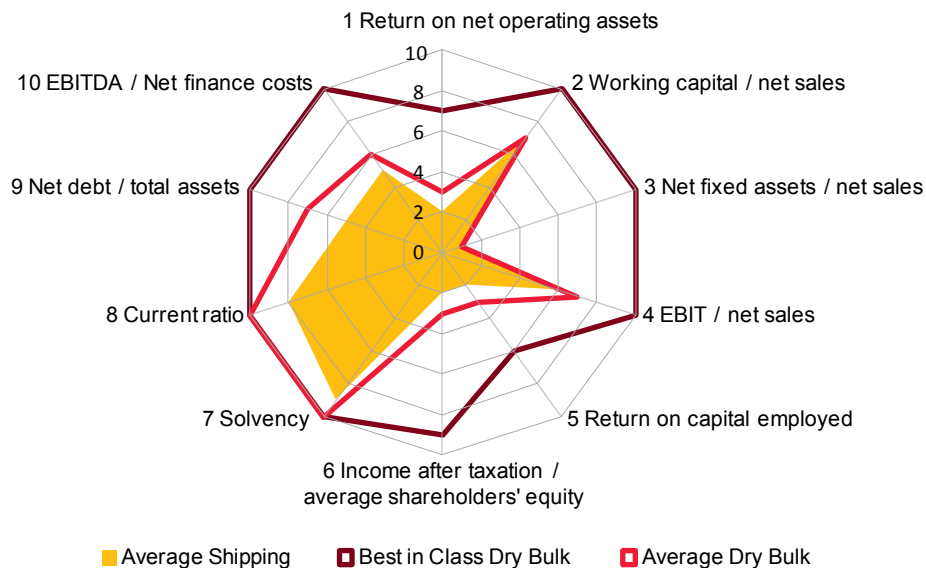 1 Return on net operating assets
10
10 EBITDA / Net finance costs
2 Working capital / net sales
8
6
9 Net debt / total assets
3 Net fixed assets / net sales
4
2
0
8 Current ratio
4 EBIT / net sales
7 Solvency
5 Return on capital employed
6 Income after taxation /
average shareholders' equity
Average Shipping
Best in Class Dry Bulk
Average Dry Bulk